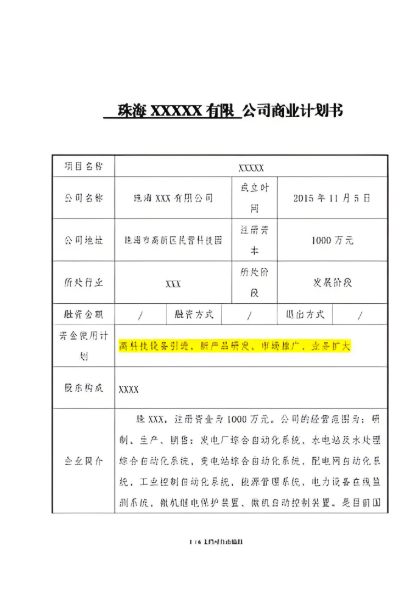 珠海 XXXXX 有限 公司商业计划书
项目名称 XXXXX
公司名称 珠海 XXX 有限公司 成立时间 2015 年 11 月 5 日
公司地址 珠海市高新区民营科技园 注册资本 1000 万元
所处行业 XXX 所处阶段 发展阶段
融资金额 / 融资方式 / 退出方式 /
资金使用计划 高科技设备引进、新产品研发、市场推广、业务扩大
股东构成 XXXX
企业简介
珠 XXX，注册资金为 1000 万元。公司的经营范围为：研
制、生产、销售：发电厂综合自动化系统、水电站及水处理
综合自动化系统、变电站综合自动化系统、配电网自动化系
统、工业控制自动化系统、能源管理系统、电力设备在线监
测系统、微机继电保护装置、微机自动控制装置。是目前国